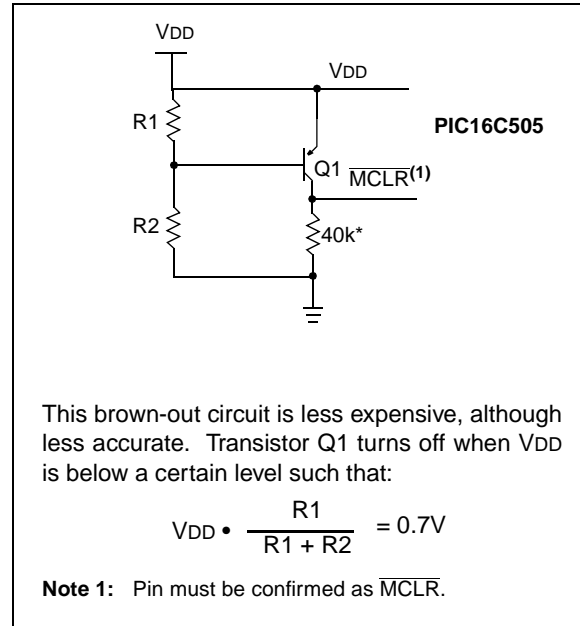 VDD
VDD
R1
PIC16C505
Q1
MCLR(1)
R2
40k*
This brown-out circuit is less expensive, although
less accurate. Transistor Q1 turns off when VDD
is below a certain level such that:
VDD • R1 / R1 + R2 = 0.7V
Note 1: Pin must be confirmed as MCLR.